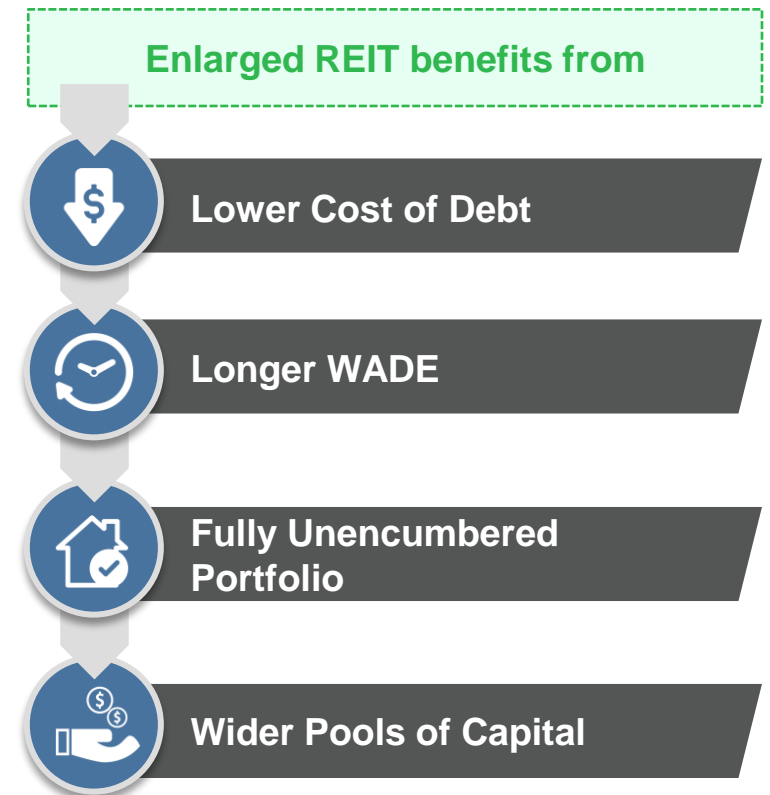 Enlarged REIT benefits from
$
Lower Cost of Debt
Longer WADE
Fully Unencumbered
Portfolio
$
$
Wider Pools of Capital